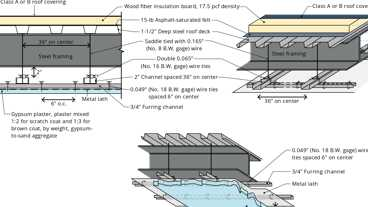 Class A or B roof covering
Wood fiber insulation board, 17.5 pcf density
Class A or B roof cove
15-lb Asphalt-saturated felt
1-1/2" Deep steel roof deck
36" on center
Saddle tied with 0.165"
(No. 8 B.W. gage) wire
Steel framing
Steel framing
Double 0.065"
(No. 16 B.W. gage) wire ties
2" Channel spaced 36" on center
0.049" (No. 18 B.W. gage) wire ties
spaced 6" on center
6" o.c.
Metal lath
3/4" Furring channel
36" on center
Gypsum plaster, plaster mixed
1:2 for scratch coat and 1:3 for
brown coat, by weight, gypsum-
to-sand aggregate
0.049" (No. 18 B.W. gage)
ties spaced 6" on center
3/4" Furring channel
Metal lath